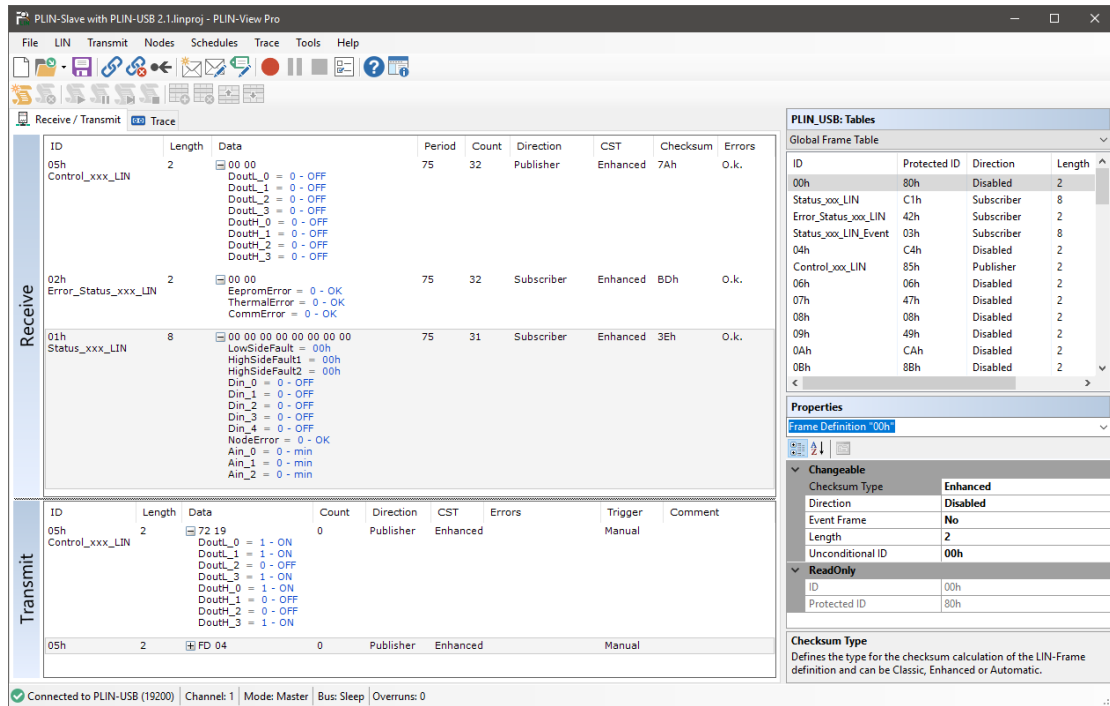 PLIN-Slave with PLIN-USB 2.1.linproj - PLIN-View Pro
File LIN Transmit Nodes Schedules Trace Tools Help
Receive / Transmit Trace
Receive
ID Length Data Period Count Direction CST Checksum Errors
05h 2 00 00 75 32 Publisher Enhanced 7Ah O.k.
Control_xxx_LIN DoutL_0 = 0 - OFF
DoutL_1 = 0 - OFF
DoutL_2 = 0 - OFF
DoutL_3 = 0 - OFF
DoutH_0 = 0 - OFF
DoutH_1 = 0 - OFF
DoutH_2 = 0 - OFF
DoutH_3 = 0 - OFF
02h 2 00 00 75 32 Subscriber Enhanced BDh O.k.
Error_Status_xxx_LIN EepromError = 0 - OK
ThermalError = 0 - OK
CommError = 0 - OK
01h 8 00 00 00 00 00 00 00 00 75 31 Subscriber Enhanced 3Eh O.k.
Status_xxx_LIN LowSideFault = 00h
HighSideFault1 = 00h
HighSideFault2 = 00h
Din_0 = 0 - OFF
Din_1 = 0 - OFF
Din_2 = 0 - OFF
Din_3 = 0 - OFF
Din_4 = 0 - OFF
NodeError = 0 - OK
Ain_0 = 0 - min
Ain_1 = 0 - min
Ain_2 = 0 - min
Transmit
ID Length Data Count Direction CST Errors Trigger Comment
05h 2 72 19 0 Publisher Enhanced Manual
Control_xxx_LIN DoutL_0 = 1 - ON
DoutL_1 = 1 - ON
DoutL_2 = 0 - OFF
DoutL_3 = 1 - ON
DoutH_0 = 1 - ON
DoutH_1 = 0 - OFF
DoutH_2 = 0 - OFF
DoutH_3 = 1 - ON
05h 2 FD 04 0 Publisher Enhanced Manual
PLIN_USB: Tables
Global Frame Table
ID Protected ID Direction Length
00h 80h Disabled 2
Status_xxx_LIN C1h Subscriber 8
Error_Status_xxx_LIN 42h Subscriber 2
Status_xxx_LIN_Event 03h Subscriber 8
04h C4h Disabled 2
Control_xxx_LIN 85h Publisher 2
06h 06h Disabled 2
07h 47h Disabled 2
08h 08h Disabled 2
09h 49h Disabled 2
0Ah CAh Disabled 2
0Bh 8Bh Disabled 2
Properties
Frame Definition "00h"
Changeable
Checksum Type Enhanced
Direction Disabled
Event Frame No
Length 2
Unconditional ID 00h
ReadOnly
ID 00h
Protected ID 80h
Checksum Type
Defines the type for the checksum calculation of the LIN-Frame
definition and can be Classic, Enhanced or Automatic.
Connected to PLIN-USB (19200) Channel: 1 Mode: Master Bus: Sleep Overruns: 0